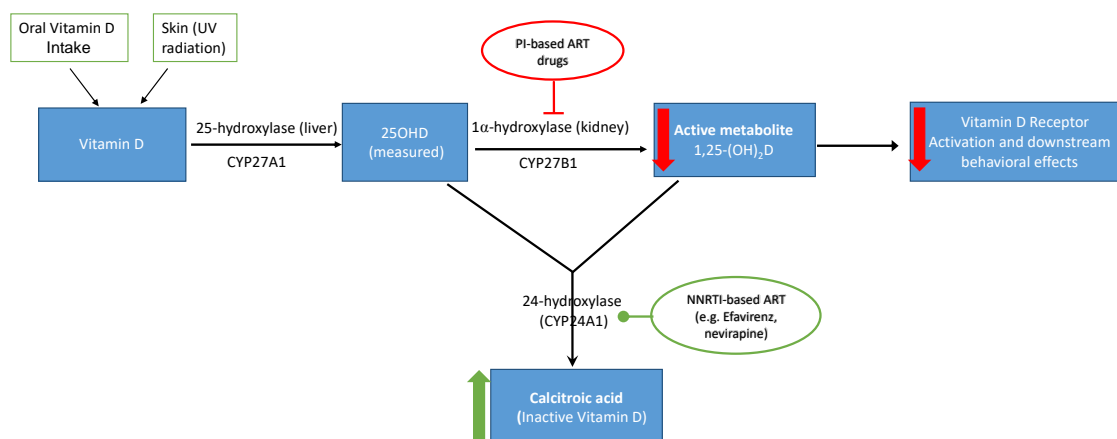 Oral Vitamin D
Intake
Skin (UV
radiation)
PI-based ART
drugs
Vitamin D
25-hydroxylase (liver)
CYP27A1
25OHD
(measured)
1α-hydroxylase (kidney)
CYP27B1
Active metabolite
1,25-(OH)₂D
Vitamin D Receptor
Activation and downstream
behavioral effects
24-hydroxylase
(CYP24A1)
NNRTI-based ART
(e.g. Efavirenz,
nevirapine)
Calcitroic acid
(Inactive Vitamin D)